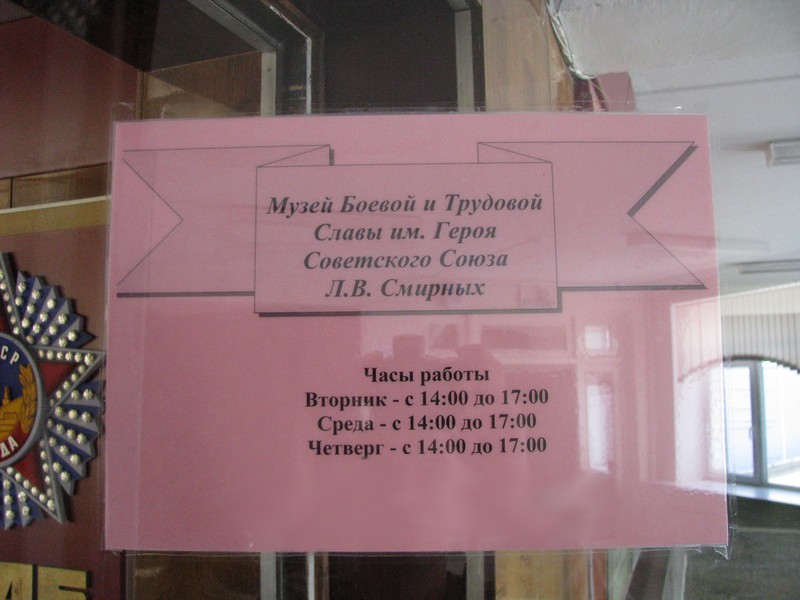 Музей Боевой и Трудовой
Славы им. Героя
Советского Союза
Л.В. Смирных
Часы работы
Вторник - с 14:00 до 17:00
Среда - с 14:00 до 17:00
Четверг - с 14:00 до 17:00